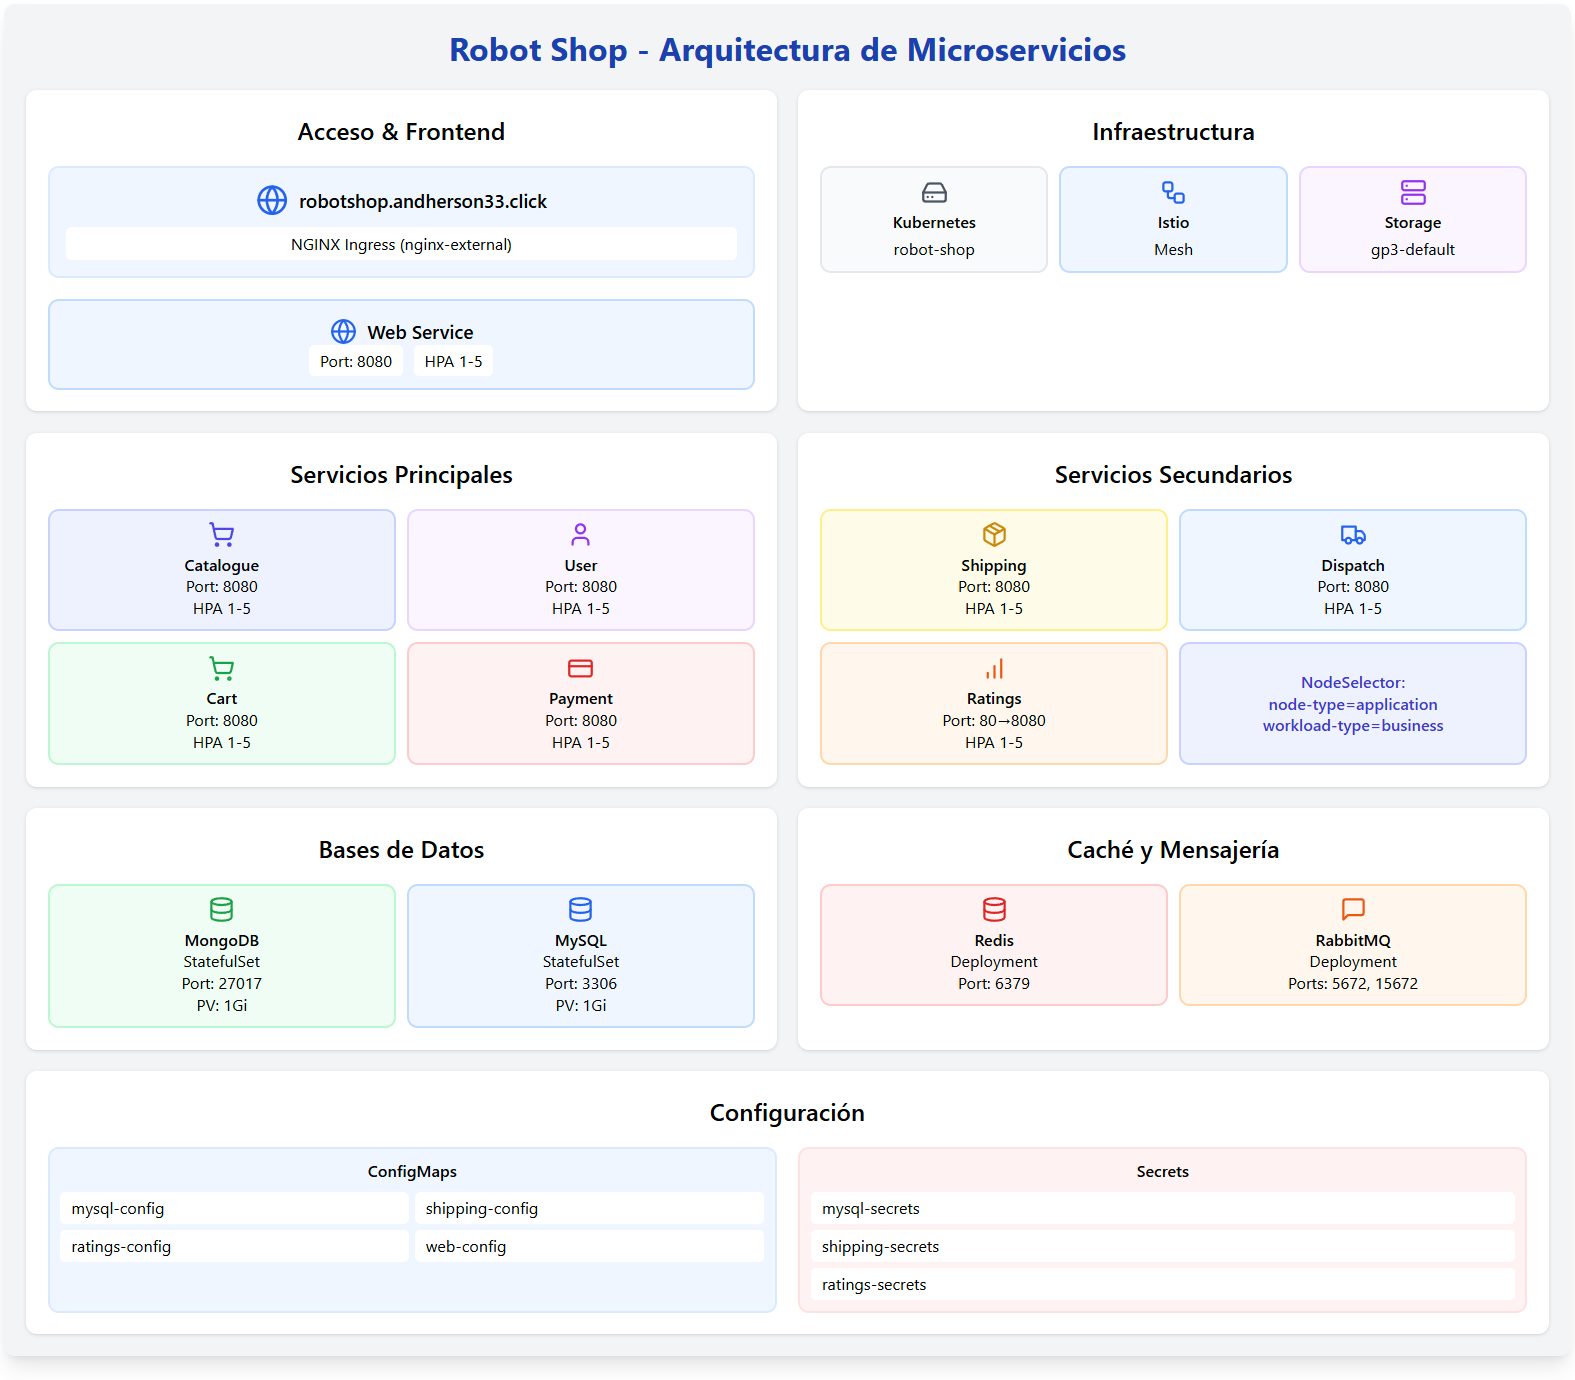 Robot Shop - Arquitectura de Microservicios
Acceso & Frontend
robotshop.andherson33.click
NGINX Ingress (nginx-external)
Web Service
Port: 8080
HPA 1-5
Infraestructura
Kubernetes
robot-shop
Istio
Mesh
Storage
gp3-default
Servicios Principales
Catalogue
Port: 8080
HPA 1-5
User
Port: 8080
HPA 1-5
Cart
Port: 8080
HPA 1-5
Payment
Port: 8080
HPA 1-5
Servicios Secundarios
Shipping
Port: 8080
HPA 1-5
Dispatch
Port: 8080
HPA 1-5
Ratings
Port: 80→8080
HPA 1-5
NodeSelector:
node-type=application
workload-type=business
Bases de Datos
MongoDB
StatefulSet
Port: 27017
PV: 1Gi
MySQL
StatefulSet
Port: 3306
PV: 1Gi
Caché y Mensajería
Redis
Deployment
Port: 6379
RabbitMQ
Deployment
Ports: 5672, 15672
Configuración
ConfigMaps
mysql-config
shipping-config
ratings-config
web-config
Secrets
mysql-secrets
shipping-secrets
ratings-secrets